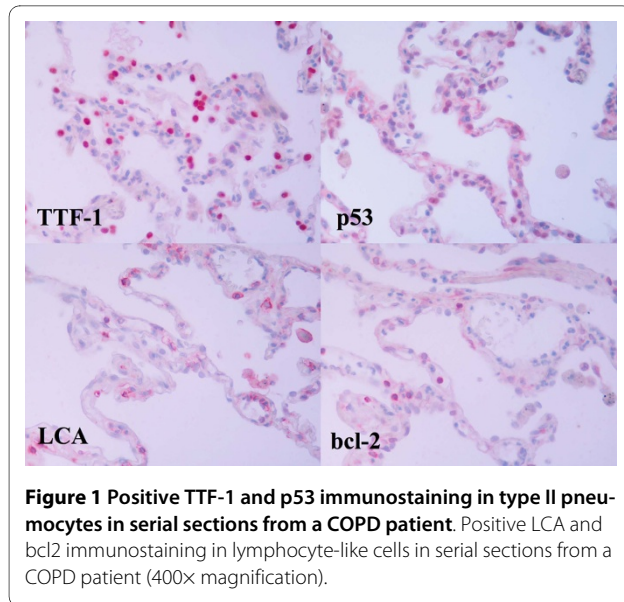 TTF-1
p53
LCA
bcl-2
Figure 1 Positive TTF-1 and p53 immunostaining in type II pneu-
mocytes in serial sections from a COPD patient. Positive LCA and
bcl2 immunostaining in lymphocyte-like cells in serial sections from a
COPD patient (400× magnification).